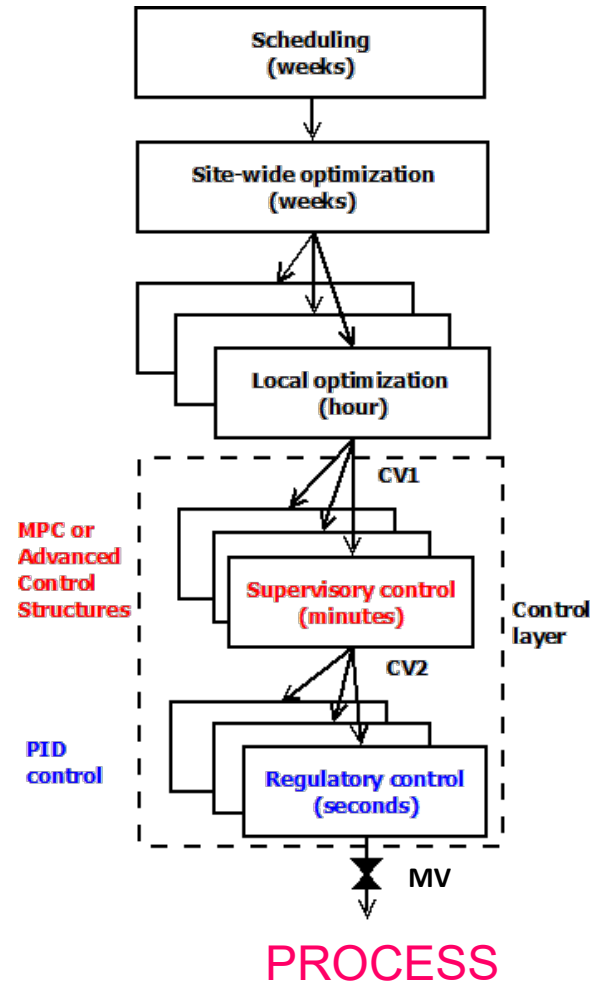 Scheduling
(weeks)
Site-wide optimization
(weeks)
Local optimization
(hour)
CV1
MPC or
Advanced
Control
Structures
Supervisory control
(minutes)
Control
layer
CV2
PID
control
Regulatory control
(seconds)
MV
PROCESS